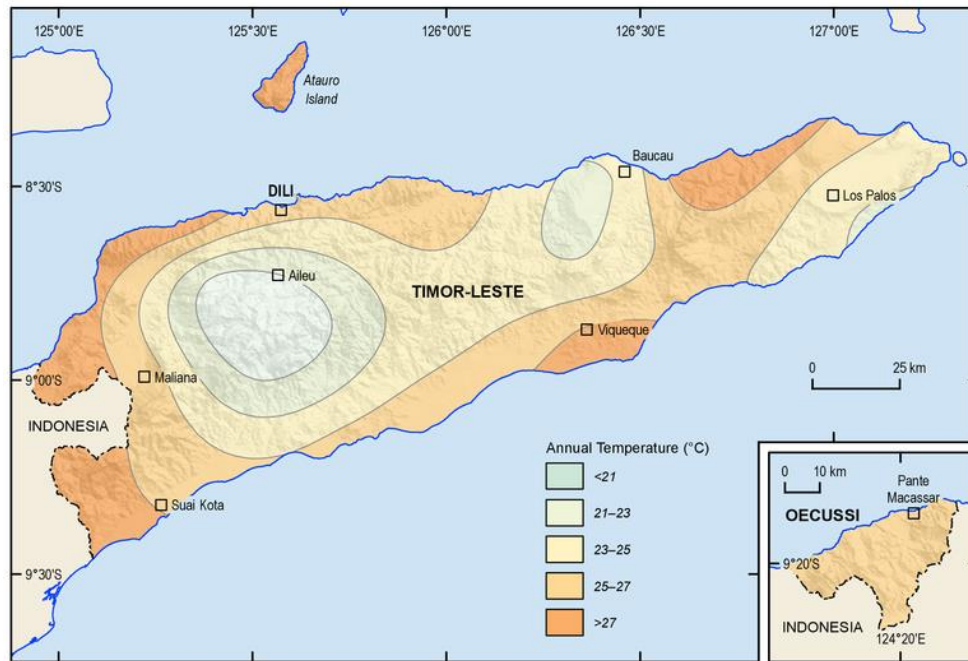 125°00'E
125°30'E
126°00'E
126°30'E
127°00'E
Atauro
Island
Baucau
8°30'S
DILI
Los Palos
Aileu
TIMOR-LESTE
Viqueque
9°00'S
Maliana
0 25 km
INDONESIA
Annual Temperature (°C)
<21
21–23
23–25
25–27
>27
Suai Kota
9°30'S
0 10 km
Pante
Macassar
OECUSSI
9°20'S
INDONESIA
124°20'E